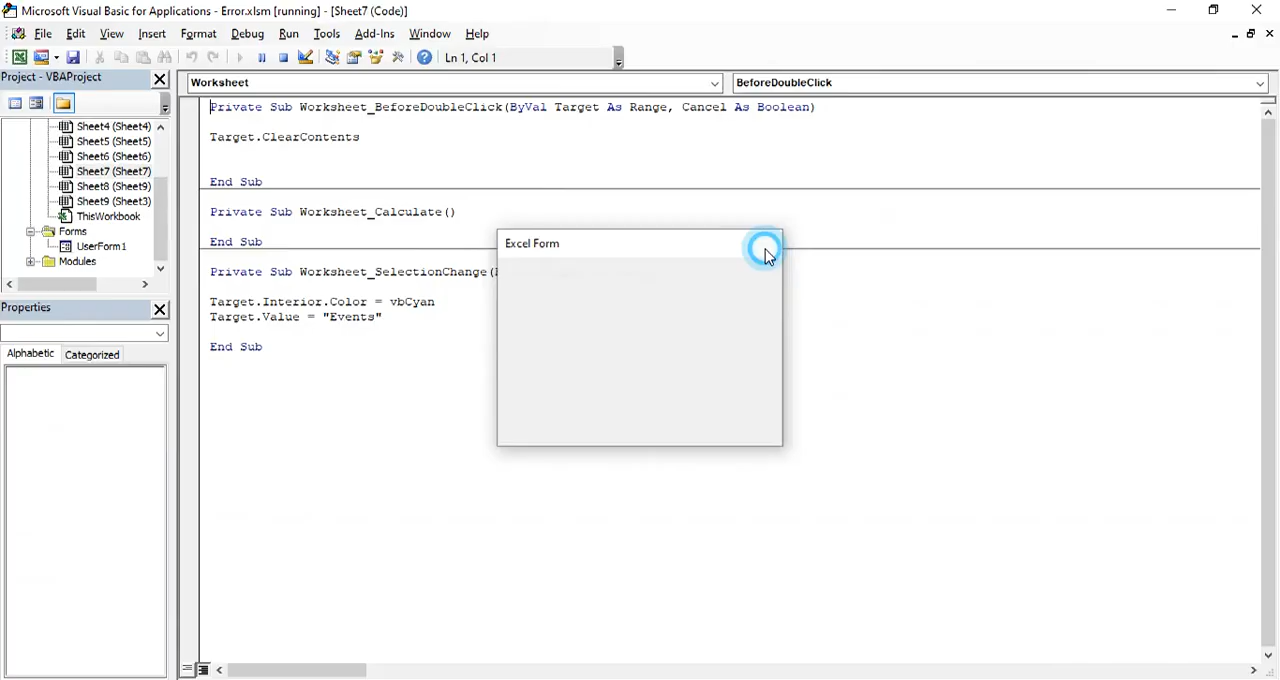 Microsoft Visual Basic for Applications - Error.xlsm [running] - [Sheet7 (Code)]
File Edit View Insert Format Debug Run Tools Add-Ins Window Help
Ln 1, Col 1
Project - VBAProject
Worksheet
BeforeDoubleClick
Sheet4 (Sheet4)
Sheet5 (Sheet5)
Sheet6 (Sheet6)
Sheet7 (Sheet7)
Sheet8 (Sheet9)
Sheet9 (Sheet3)
ThisWorkbook
Forms
UserForm1
Modules
Properties
Alphabetic Categorized
Private Sub Worksheet_BeforeDoubleClick(ByVal Target As Range, Cancel As Boolean)
Target.ClearContents
End Sub
Private Sub Worksheet_Calculate()
End Sub
Private Sub Worksheet_SelectionChange(
Target.Interior.Color = vbCyan
Target.Value = "Events"
End Sub
Excel Form